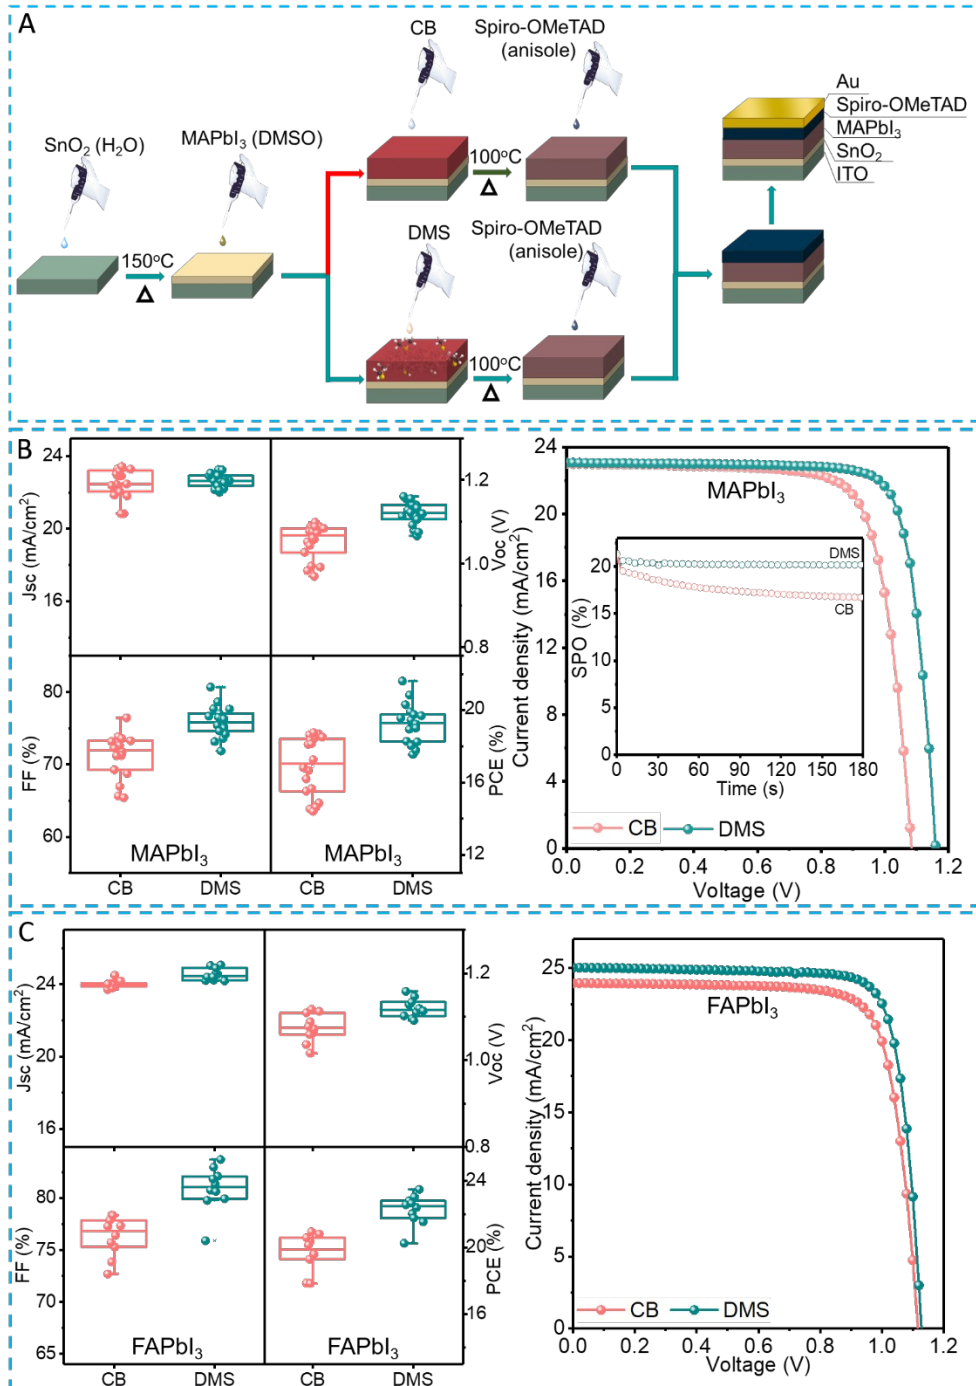 A
CB
Spiro-OMeTAD
(anisole)
SnO₂ (H₂O)
MAPbI₃ (DMSO)
150°C
Δ
100°C
Δ
DMS
Spiro-OMeTAD
(anisole)
100°C
Δ
Au
Spiro-OMeTAD
MAPbI₃
SnO₂
ITO
B
Jsc (mA/cm²)
24
20
16
Voc (V)
1.2
1.0
0.8
FF (%)
80
70
60
PCE (%)
20
16
12
MAPbI₃
MAPbI₃
CB DMS CB DMS
Current density (mA/cm²)
23
22
20
16
12
8
4
0
MAPbI₃
SPO (%)
20
15
10
5
0
DMS
CB
0 30 60 90 120 150 180
Time (s)
CB DMS
0.0 0.2 0.4 0.6 0.8 1.0 1.2
Voltage (V)
C
Jsc (mA/cm²)
24
21
16
Voc (V)
1.2
1.0
0.8
FF (%)
80
75
70
65
PCE (%)
24
20
16
FAPbI₃
FAPbI₃
CB DMS CB DMS
Current density (mA/cm²)
25
20
15
10
5
0
FAPbI₃
CB DMS
0.0 0.2 0.4 0.6 0.8 1.0 1.2
Voltage (V)